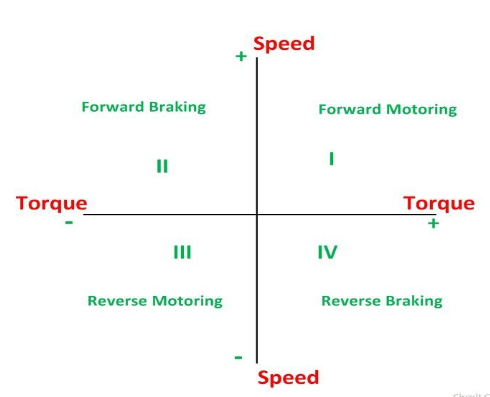 + Speed
Forward Braking
Forward Motoring
II
I
Torque
Torque
-
+
III
IV
Reverse Motoring
Reverse Braking
-
Speed